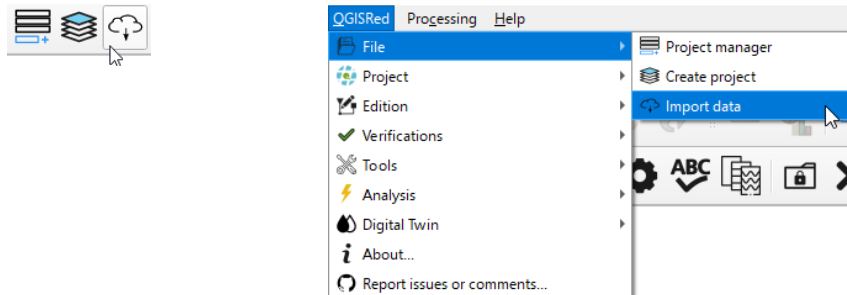 QGISRed Processing Help
File
Project manager
Project
Create project
Edition
Import data
Verifications
Tools
ABC
Analysis
Digital Twin
i About...
Report issues or comments...